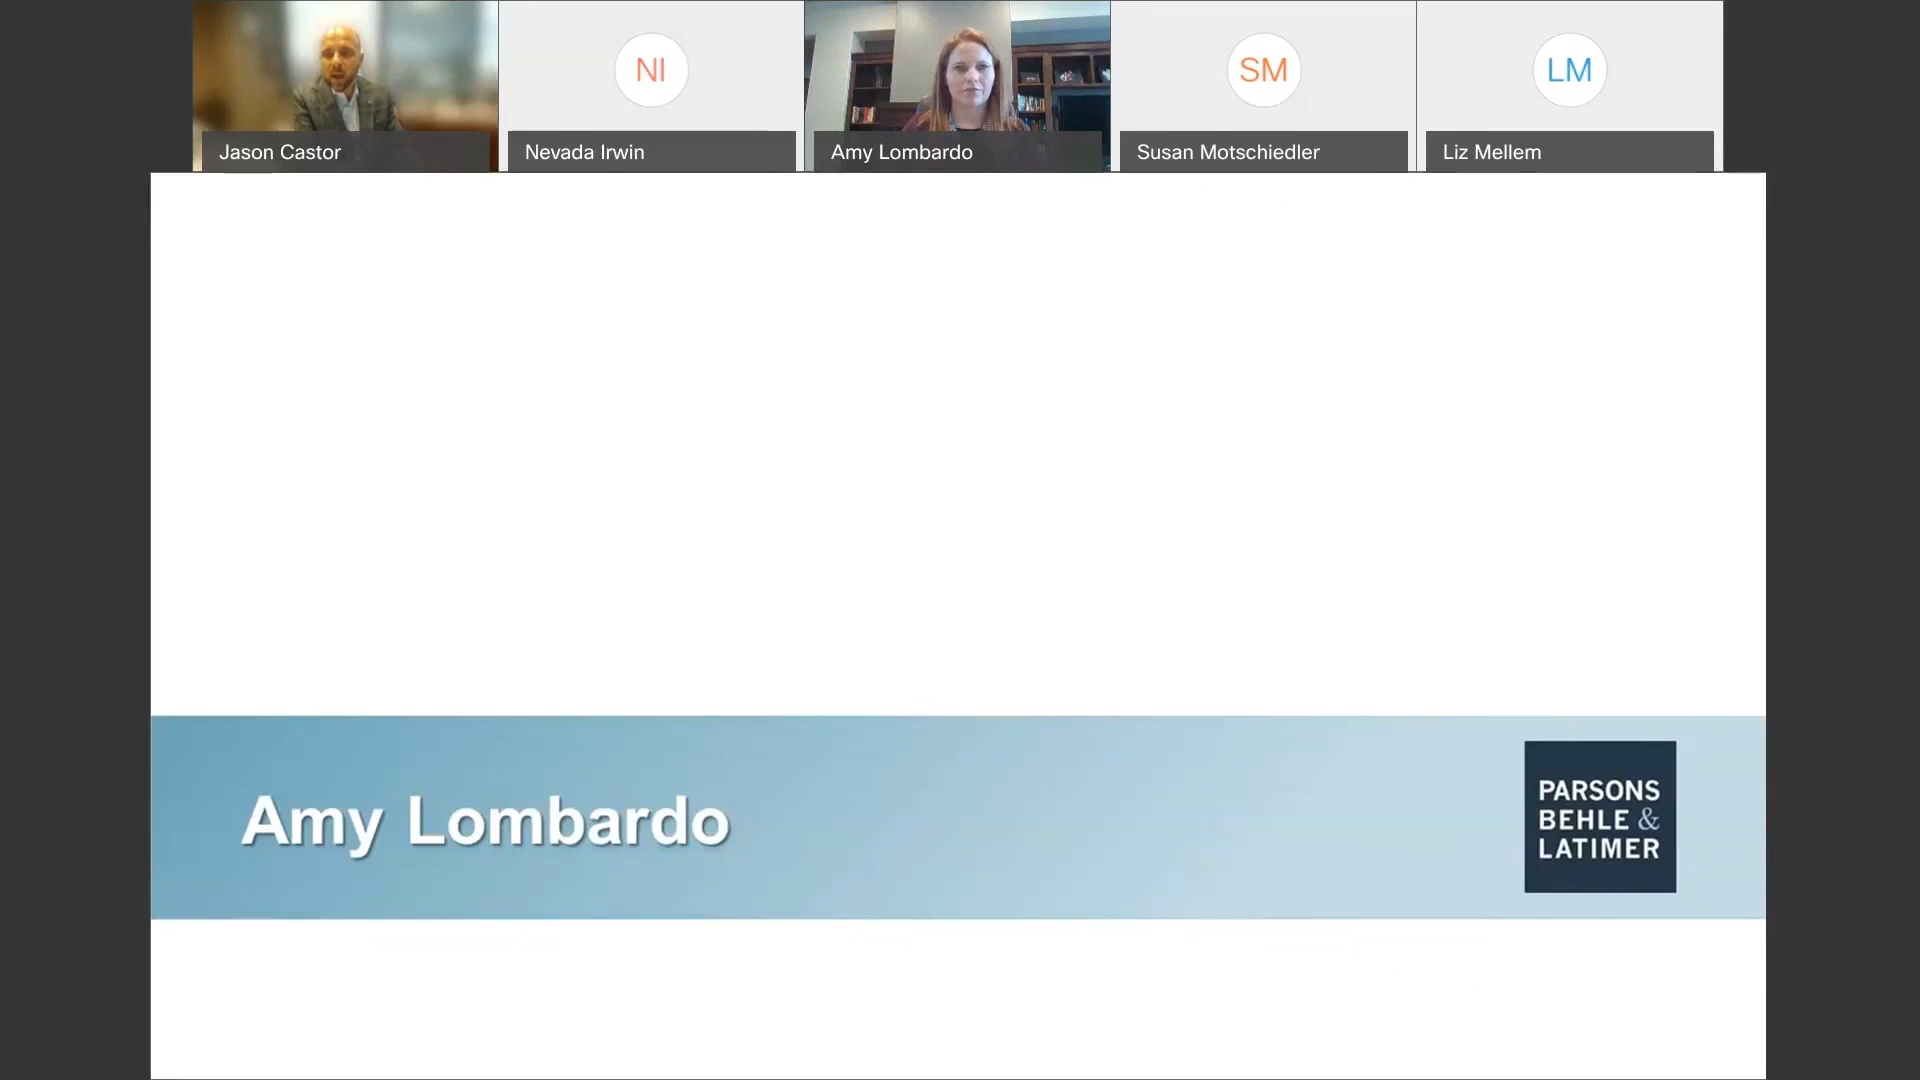 NI
SM
LM
Jason Castor
Nevada Irwin
Amy Lombardo
Susan Motschiedler
Liz Mellem
Amy Lombardo
PARSONS
BEHLE &
LATIMER